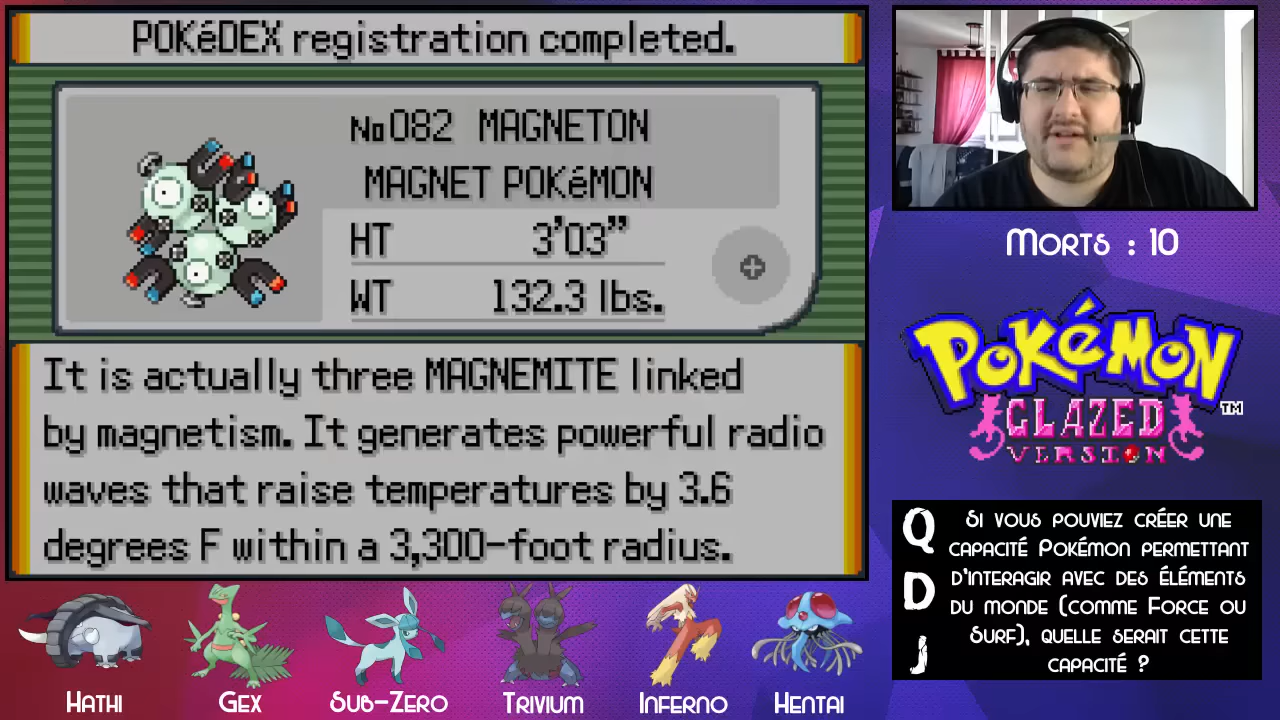 POKéDEX registration completed.
No082 MAGNETON
MAGNET POKéMON
HT 3'03"
WT 132.3 lbs.
It is actually three MAGNEMITE linked
by magnetism. It generates powerful radio
waves that raise temperatures by 3.6
degrees F within a 3,300-foot radius.
Morts : 10
POKÉMON
TM
GLAZED
VERSION
QDJ
Si vous pouviez créer une
capacité Pokémon permettant
d'interagir avec des éléments
du monde (comme Force ou
Surf), quelle serait cette
capacité ?
Hathi
Gex
Sub-Zero
Trivium
Inferno
Hentai